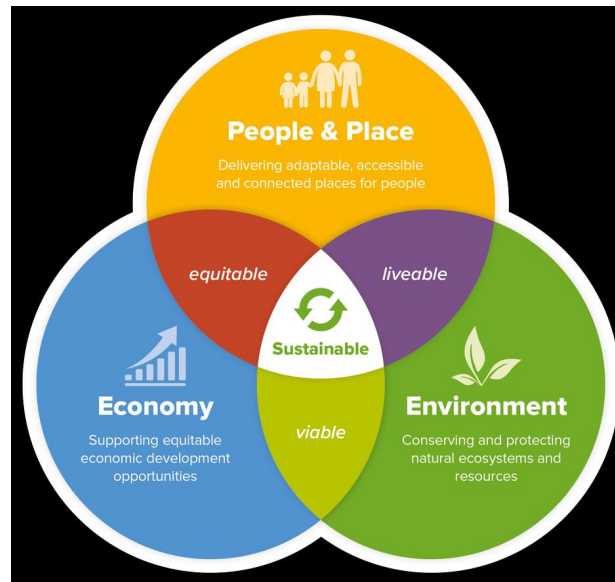 People & Place
Delivering adaptable, accessible
and connected places for people
equitable
liveable
Sustainable
Economy
Supporting equitable
economic development
opportunities
viable
Environment
Conserving and protecting
natural ecosystems and
resources